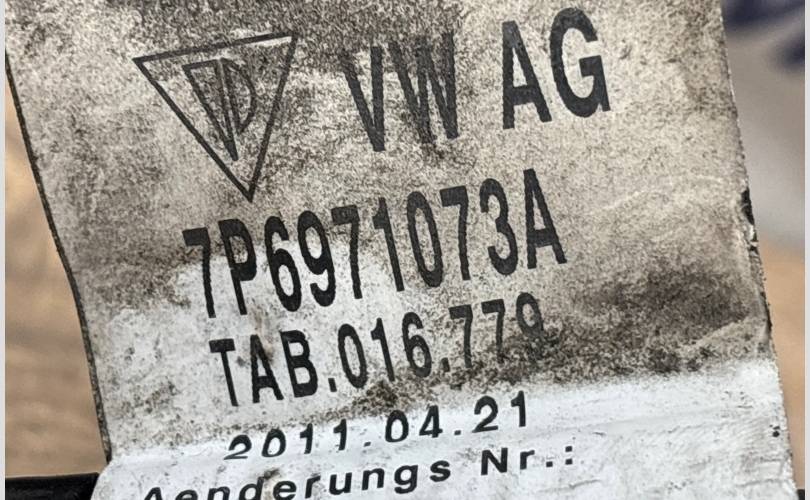 VW AG
7P6971073A
TAB.016.779
2011.04.21
Aenderungs Nr.: